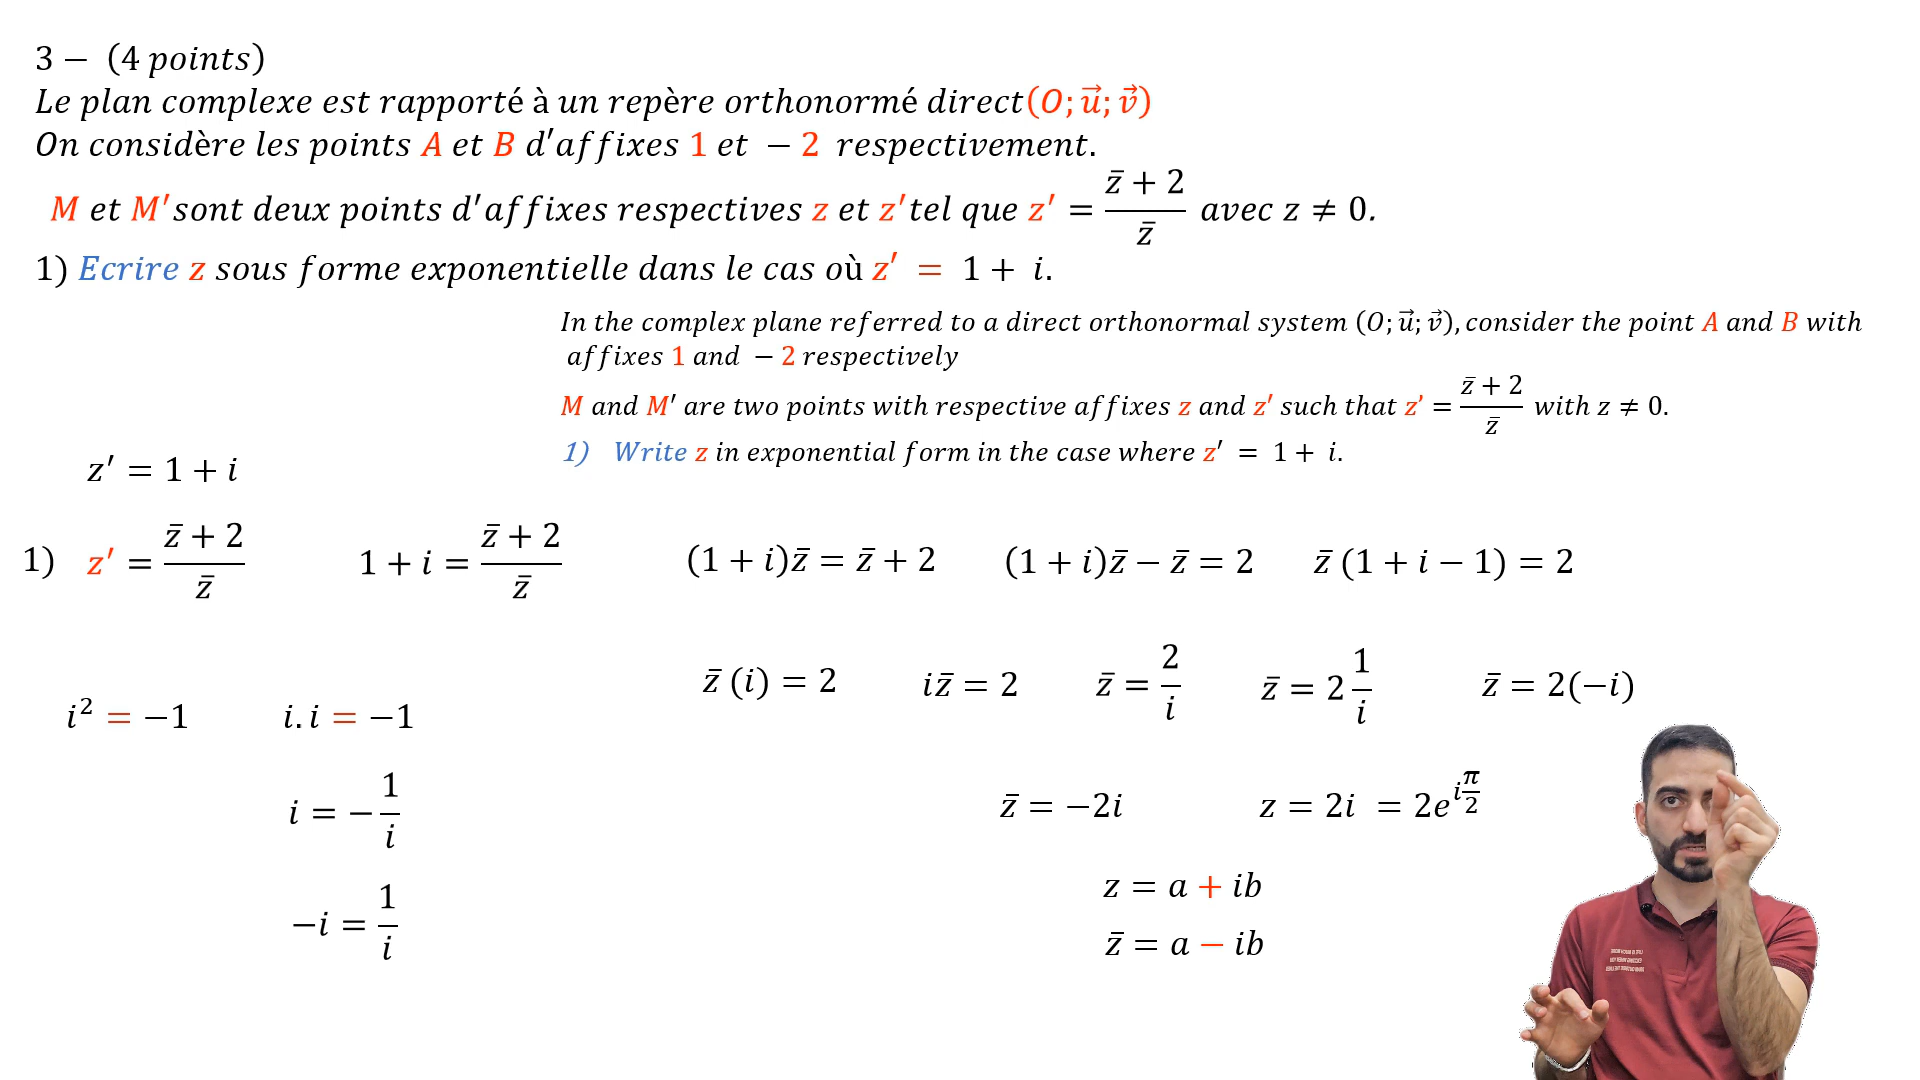 3 − (4 points)
Le plan complexe est rapporté à un repère orthonormé direct(O; u⃗; v⃗)
On considère les points A et B d'affixes 1 et − 2 respectivement.
M et M' sont deux points d'affixes respectives z et z' tel que z' = (z̄ + 2)/z̄ avec z ≠ 0.
1) Ecrire z sous forme exponentielle dans le cas où z' = 1 + i.
In the complex plane referred to a direct orthonormal system (O; u⃗; v⃗), consider the point A and B with
affixes 1 and − 2 respectively
M and M' are two points with respective affixes z and z' such that z' = (z̄ + 2)/z̄ with z ≠ 0.
1) Write z in exponential form in the case where z' = 1 + i.
z' = 1 + i
1) z' = (z̄ + 2)/z̄ 1 + i = (z̄ + 2)/z̄ (1 + i)z̄ = z̄ + 2 (1 + i)z̄ − z̄ = 2 z̄ (1 + i − 1) = 2
z̄ (i) = 2 iz̄ = 2 z̄ = 2/i z̄ = 2 1/i z̄ = 2(−i)
i² = −1 i. i = −1
i = − 1/i
z̄ = −2i z = 2i = 2e^(iπ/2)
−i = 1/i
z = a + ib
z̄ = a − ib